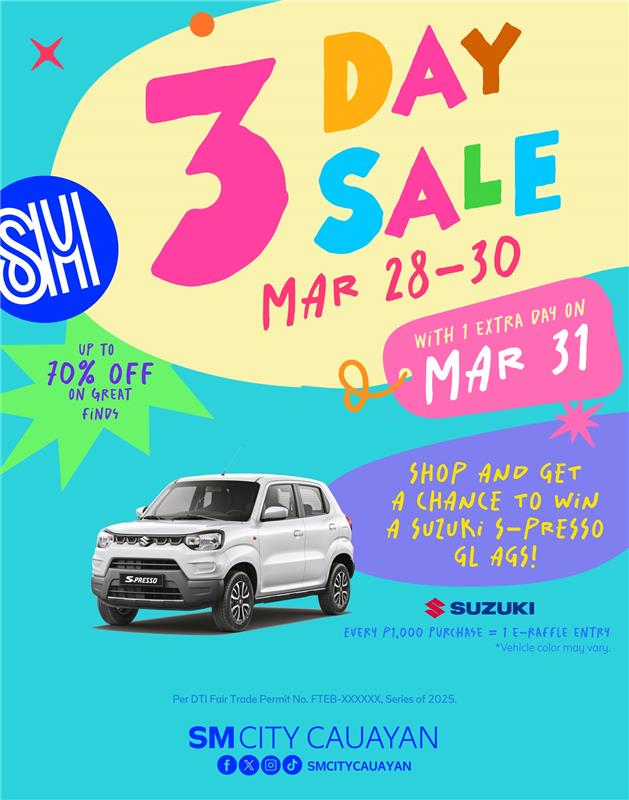 3 DAY
SALE
MAR 28-30
SM
WITH 1 EXTRA DAY ON
MAR 31
UP TO
70% OFF
ON GREAT
FINDS
SHOP AND GET
A CHANCE TO WIN
A SUZUKI S-PRESSO
GL AGS!
S-PRESSO
SUZUKI
EVERY P1,000 PURCHASE = 1 E-RAFFLE ENTRY
*Vehicle color may vary.
Per DTI Fair Trade Permit No. FTEB-XXXXXX, Series of 2025.
SM CITY CAUAYAN
SMCITYCAUAYAN